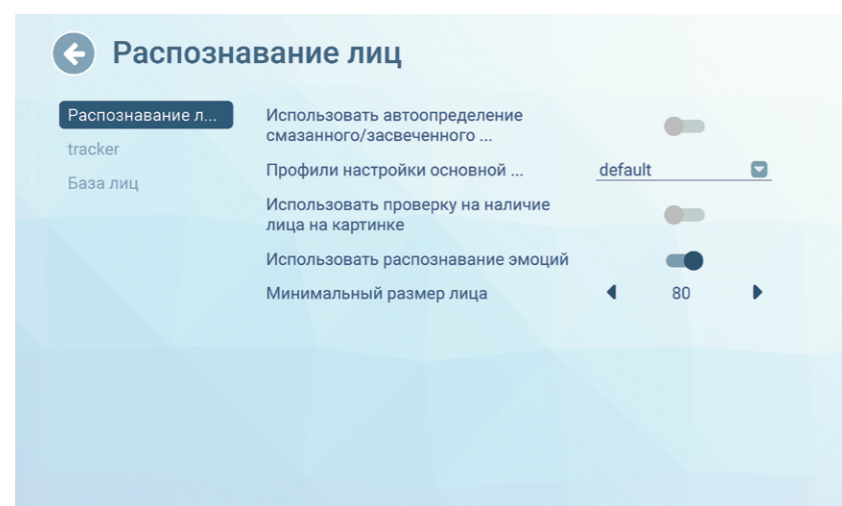 Распознавание лиц
Распознавание л...
tracker
База лиц
Использовать автоопределение
смазанного/засвеченного ...
Профили настройки основной ...
default
Использовать проверку на наличие
лица на картинке
Использовать распознавание эмоций
Минимальный размер лица
80